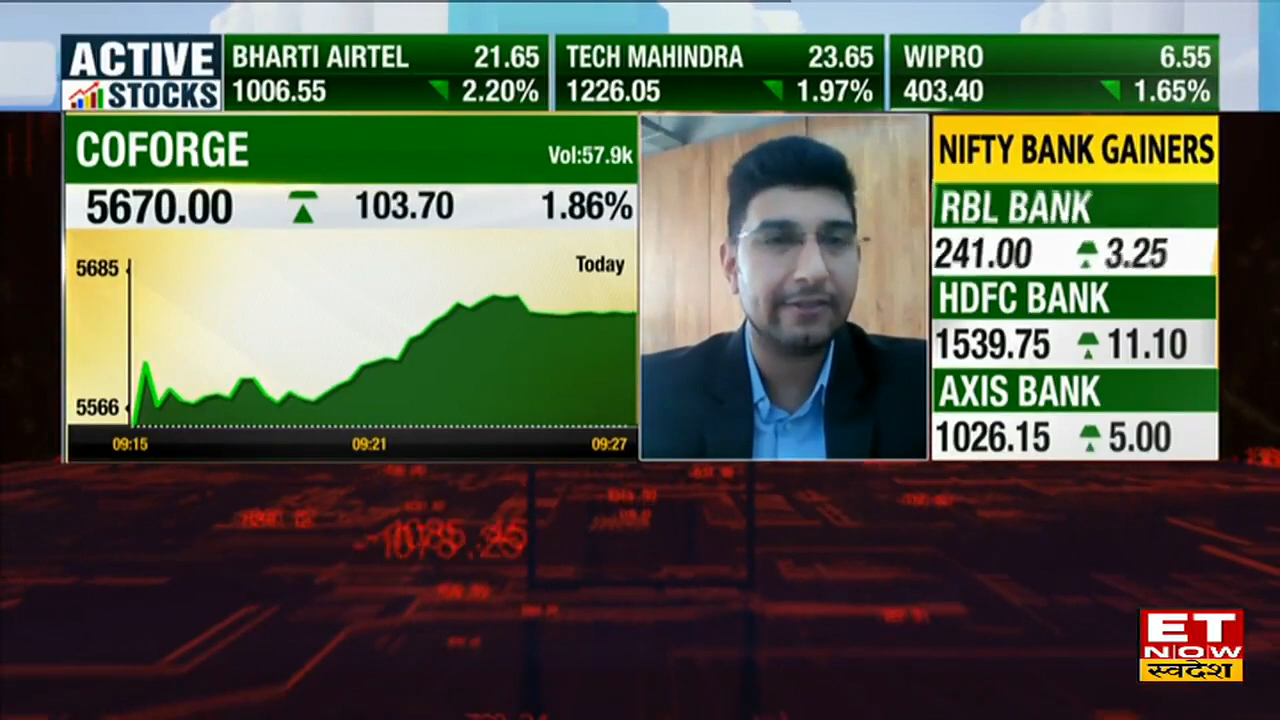 ACTIVE
STOCKS
BHARTI AIRTEL 21.65
1006.55 2.20%
TECH MAHINDRA 23.65
1226.05 1.97%
WIPRO 6.55
403.40 1.65%
COFORGE Vol:57.9k
5670.00 103.70 1.86%
5685 Today
5566
09:15 09:21 09:27
NIFTY BANK GAINERS
RBL BANK
241.00 3.25
HDFC BANK
1539.75 11.10
AXIS BANK
1026.15 5.00
ET
NOW
स्वदेश